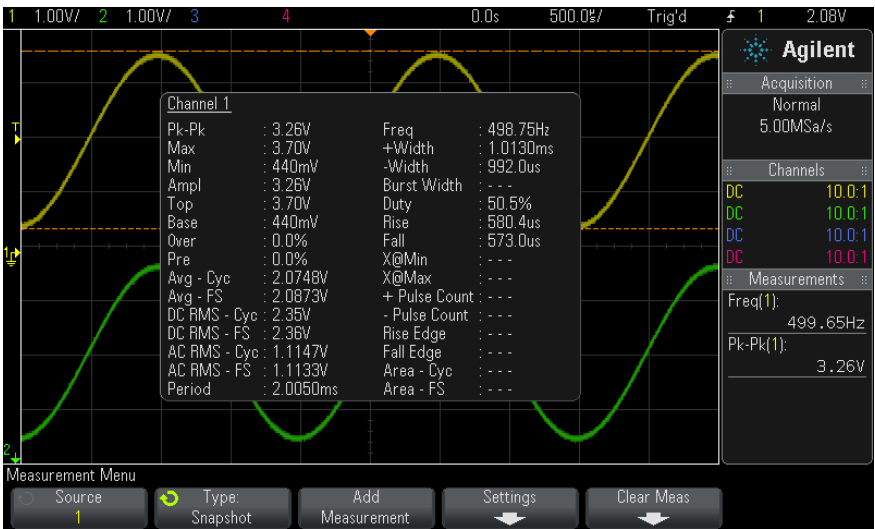 1 1.00V/ 2 1.00V/ 3 4 0.0s 500.0%/ Trig'd 1 2.08V
Agilent
Acquisition
Normal
5.00MSa/s
Channels
DC 10.0:1
DC 10.0:1
DC 10.0:1
DC 10.0:1
Measurements
Freq(1):
499.65Hz
Pk-Pk(1):
3.26V
T
1
2
Channel 1
Pk-Pk : 3.26V Freq : 498.75Hz
Max : 3.70V +Width : 1.0130ms
Min : 440mV -Width : 992.0us
Ampl : 3.26V Burst Width : - - -
Top : 3.70V Duty : 50.5%
Base : 440mV Rise : 580.4us
Over : 0.0% Fall : 573.0us
Pre : 0.0% X@Min : - - -
Avg - Cyc : 2.0748V X@Max : - - -
Avg - FS : 2.0873V + Pulse Count : - - -
DC RMS - Cyc : 2.35V - Pulse Count : - - -
DC RMS - FS : 2.36V Rise Edge : - - -
AC RMS - Cyc : 1.1147V Fall Edge : - - -
AC RMS - FS : 1.1133V Area - Cyc : - - -
Period : 2.0050ms Area - FS : - - -
Measurement Menu
Source
1
Type:
Snapshot
Add
Measurement
Settings
Clear Meas